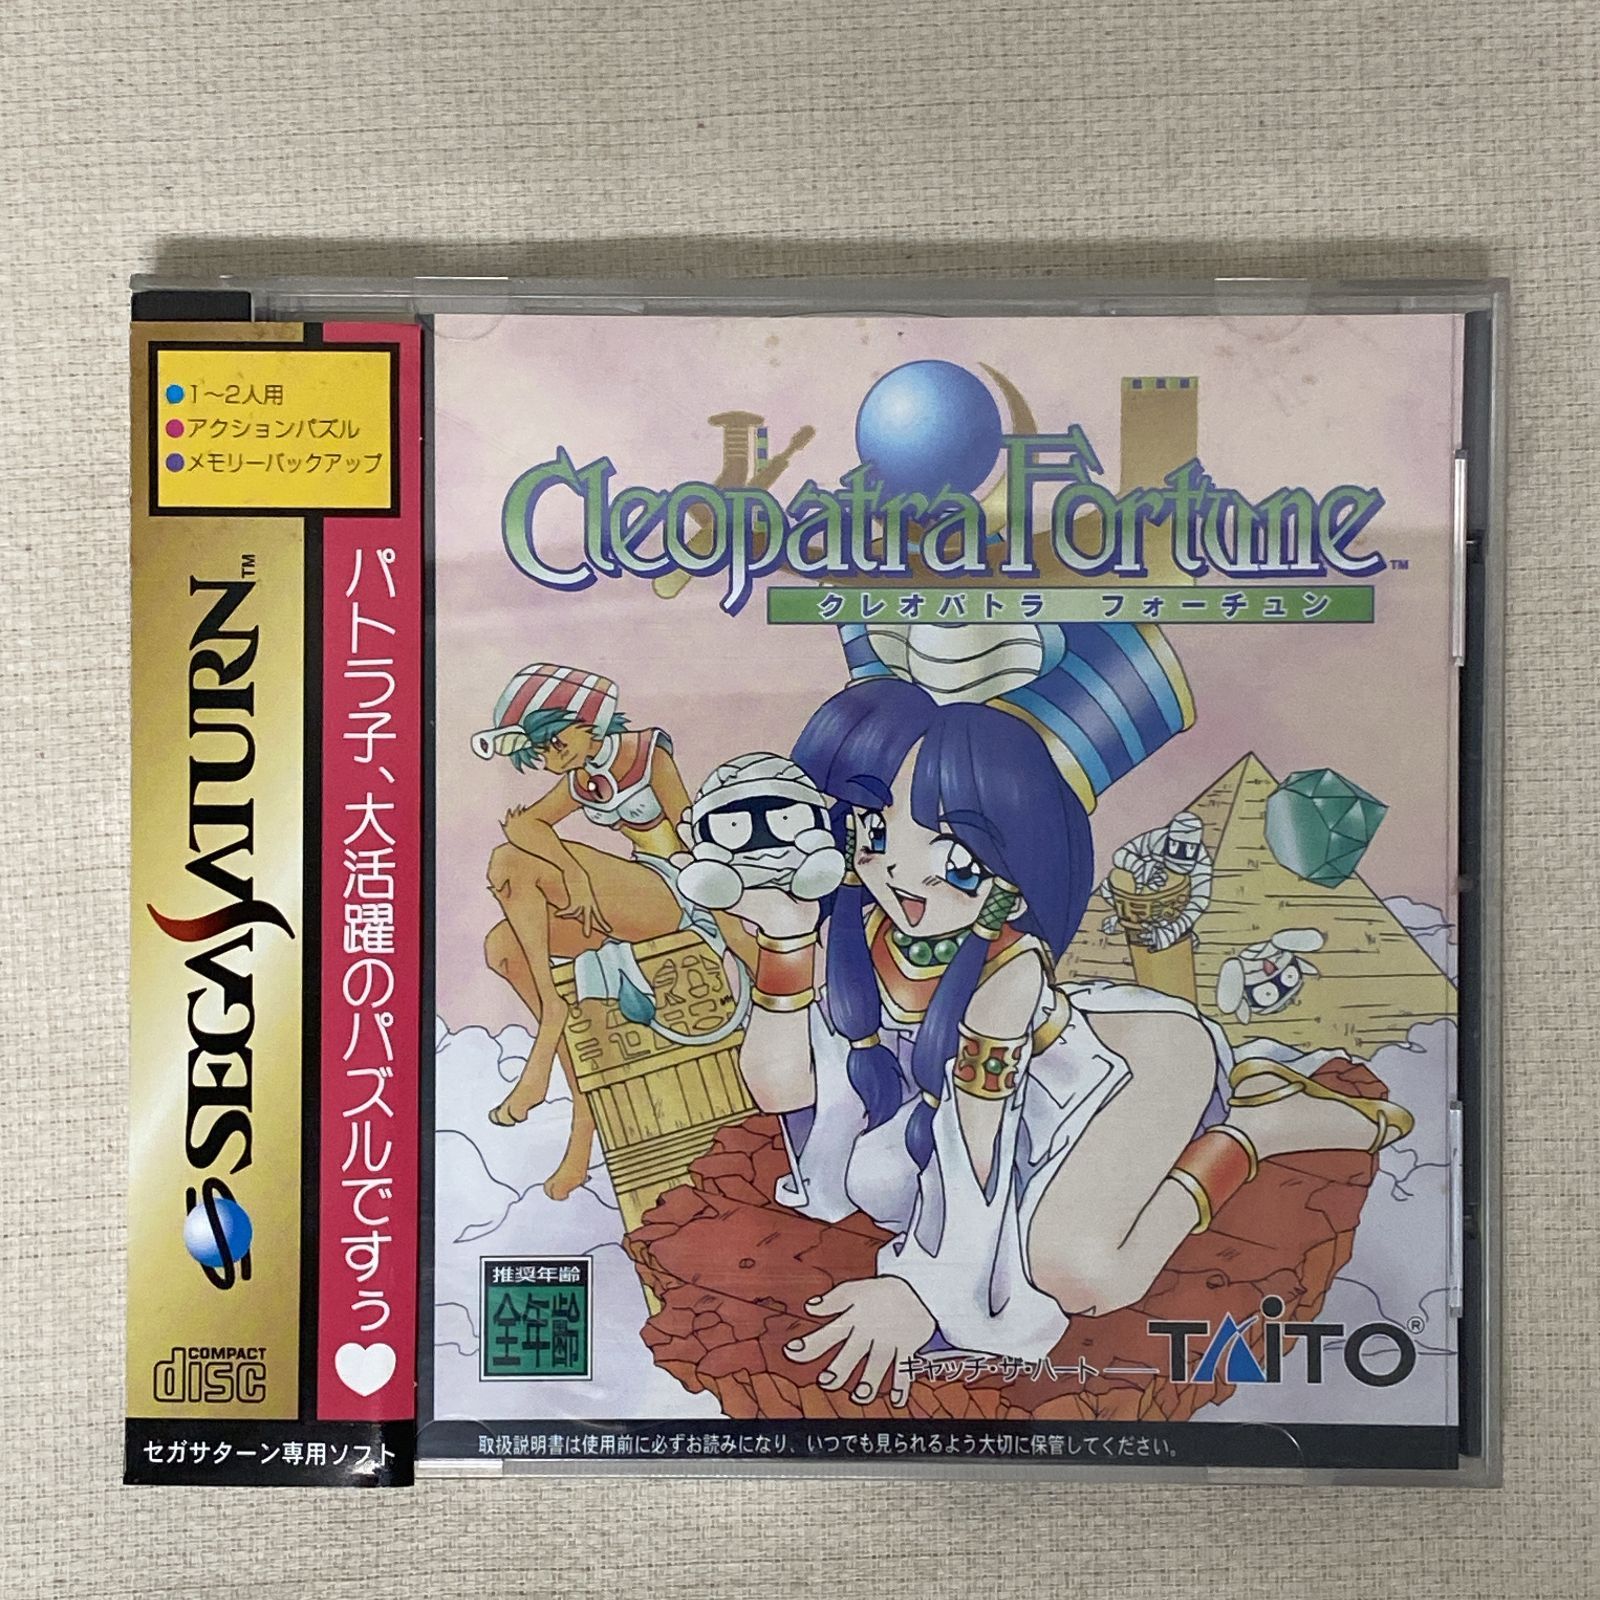 ●1~2人用
●アクションパズル
●メモリーバックアップ
SEGA SATURN™
COMPACT
disc
セガサターン専用ソフト
パトラ子、大活躍のパズルですぅ♥
Cleopatra Fortune™
クレオパトラ フォーチュン
推奨年齢
全年齢
キャッチ・ザ・ハート
TAITO®
取扱説明書は使用前に必ずお読みになり、いつでも見られるよう大切に保管してください。